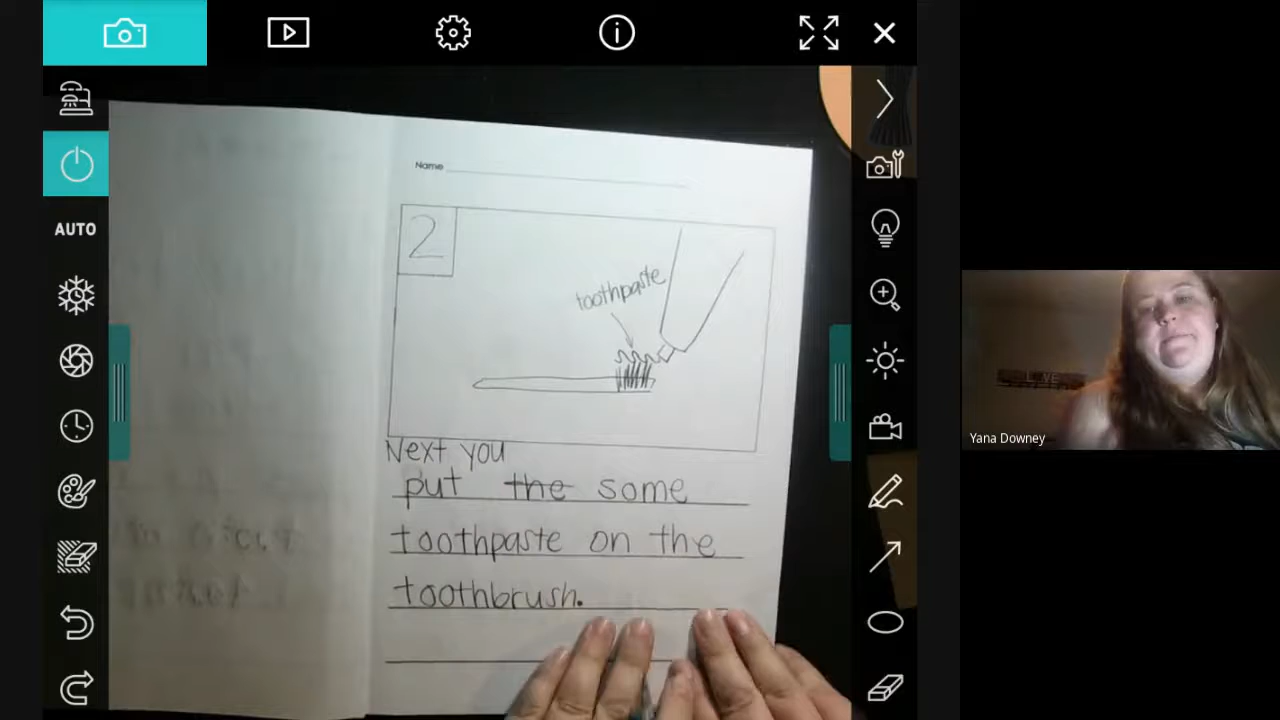 AUTO
Name
2
toothpaste
Next you
put the some
toothpaste on the
toothbrush.
Yana Downey